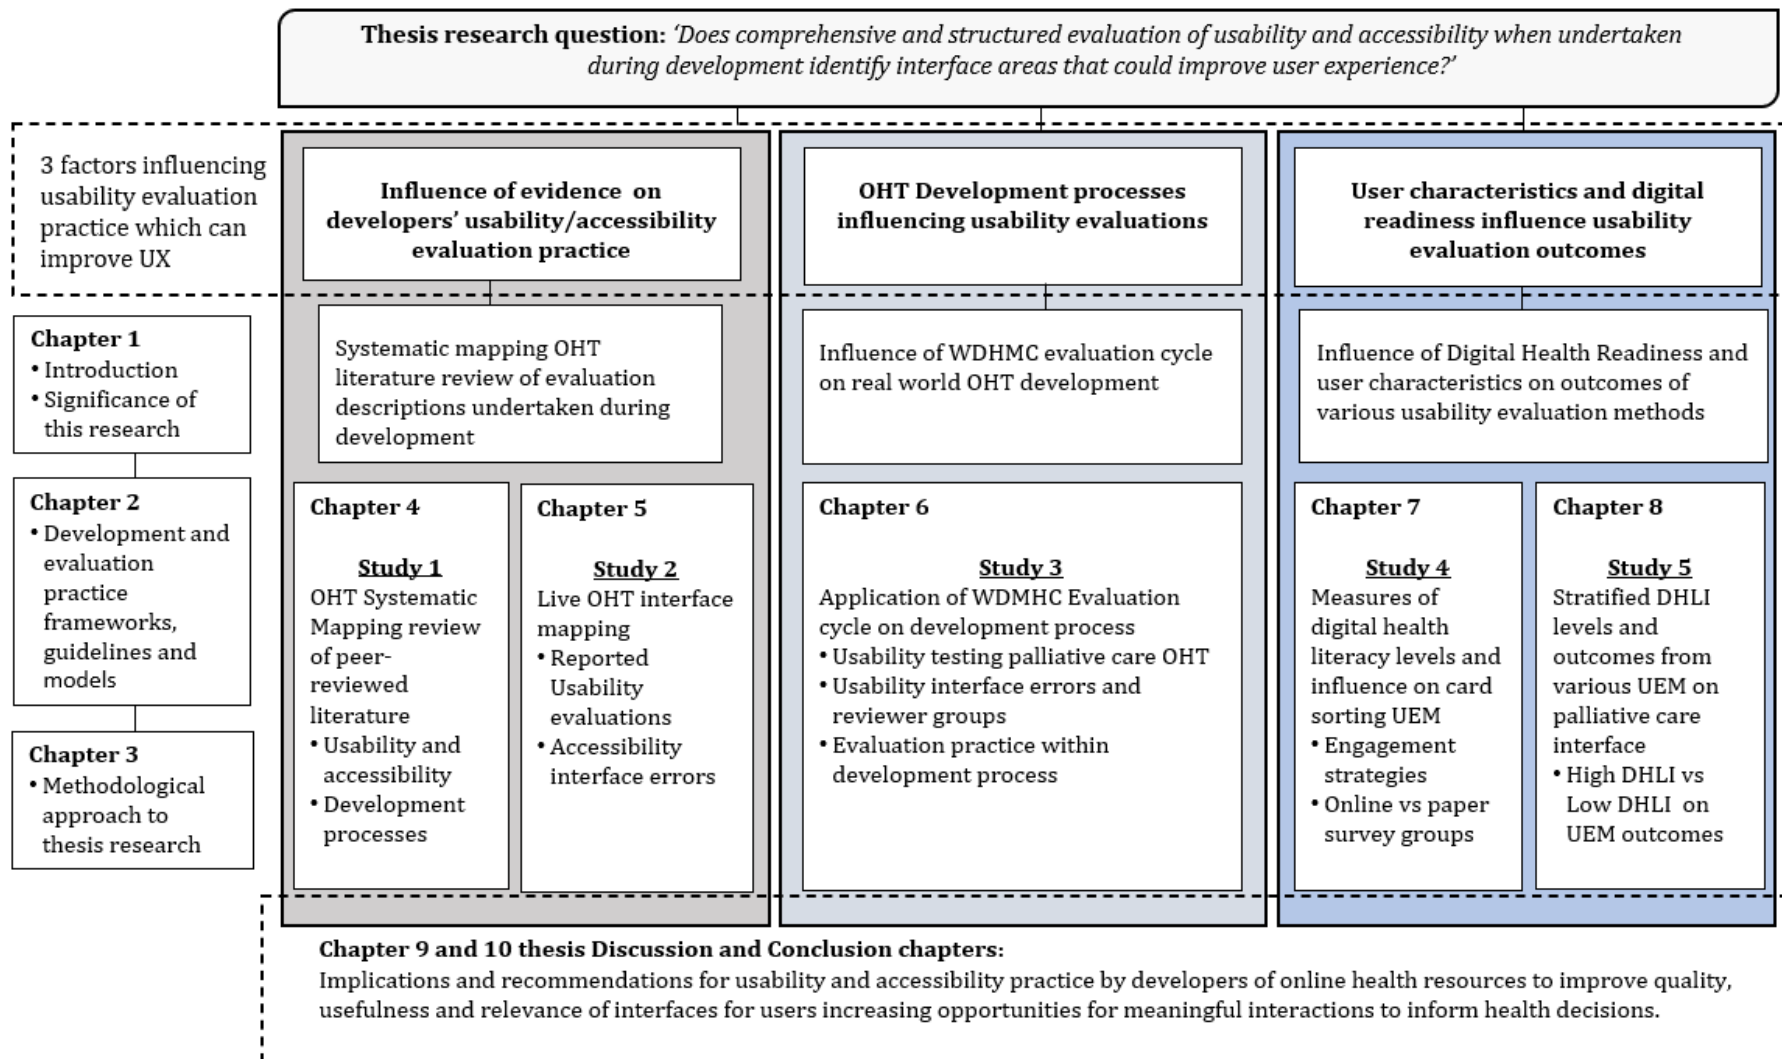 Thesis research question: ‘Does comprehensive and structured evaluation of usability and accessibility when undertaken
during development identify interface areas that could improve user experience?’
3 factors influencing
usability evaluation
practice which can
improve UX
Influence of evidence on
developers’ usability/accessibility
evaluation practice
OHT Development processes
influencing usability evaluations
User characteristics and digital
readiness influence usability
evaluation outcomes
Chapter 1
• Introduction
• Significance of
this research
Chapter 2
• Development and
evaluation
practice
frameworks,
guidelines and
models
Chapter 3
• Methodological
approach to
thesis research
Systematic mapping OHT
literature review of evaluation
descriptions undertaken during
development
Influence of WDHMC evaluation cycle
on real world OHT development
Influence of Digital Health Readiness and
user characteristics on outcomes of
various usability evaluation methods
Chapter 4
Study 1
OHT Systematic
Mapping review
of peer-
reviewed
literature
• Usability and
accessibility
• Development
processes
Chapter 5
Study 2
Live OHT interface
mapping
• Reported
Usability
evaluations
• Accessibility
interface errors
Chapter 6
Study 3
Application of WDMHC Evaluation
cycle on development process
• Usability testing palliative care OHT
• Usability interface errors and
reviewer groups
• Evaluation practice within
development process
Chapter 7
Study 4
Measures of
digital health
literacy levels and
influence on card
sorting UEM
• Engagement
strategies
• Online vs paper
survey groups
Chapter 8
Study 5
Stratified DHLI
levels and
outcomes from
various UEM on
palliative care
interface
• High DHLI vs
Low DHLI on
UEM outcomes
Chapter 9 and 10 thesis Discussion and Conclusion chapters:
Implications and recommendations for usability and accessibility practice by developers of online health resources to improve quality,
usefulness and relevance of interfaces for users increasing opportunities for meaningful interactions to inform health decisions.